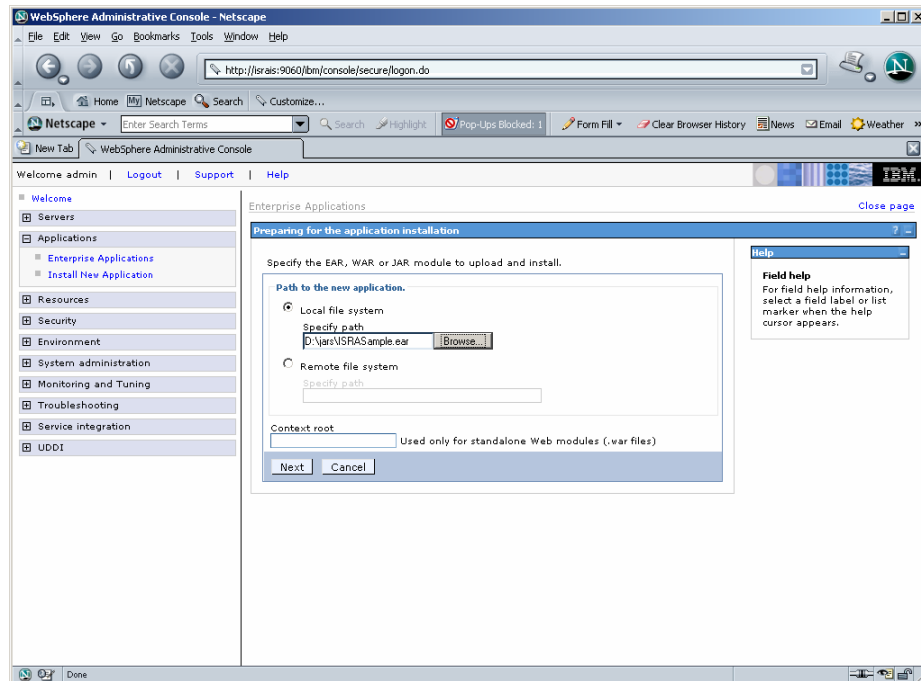 WebSphere Administrative Console - Netscape
File Edit View Go Bookmarks Tools Window Help
http://israis:9060/ibm/console/secure/logon.do
Home My Netscape Search Customize...
Netscape Enter Search Terms Search Highlight Pop-Ups Blocked: 1 Form Fill Clear Browser History News Email Weather »
New Tab WebSphere Administrative Console
Welcome admin | Logout | Support | Help IBM.
Welcome
Servers
Applications
Enterprise Applications
Install New Application
Resources
Security
Environment
System administration
Monitoring and Tuning
Troubleshooting
Service integration
UDDI
Enterprise Applications Close page
Preparing for the application installation ? –
Specify the EAR, WAR or JAR module to upload and install.
Path to the new application.
Local file system
Specify path
D:\jars\ISRASample.ear Browse...
Remote file system
Specify path
Context root
Used only for standalone Web modules (.war files)
Next Cancel
Help –
Field help
For field help information,
select a field label or list
marker when the help
cursor appears.
Done